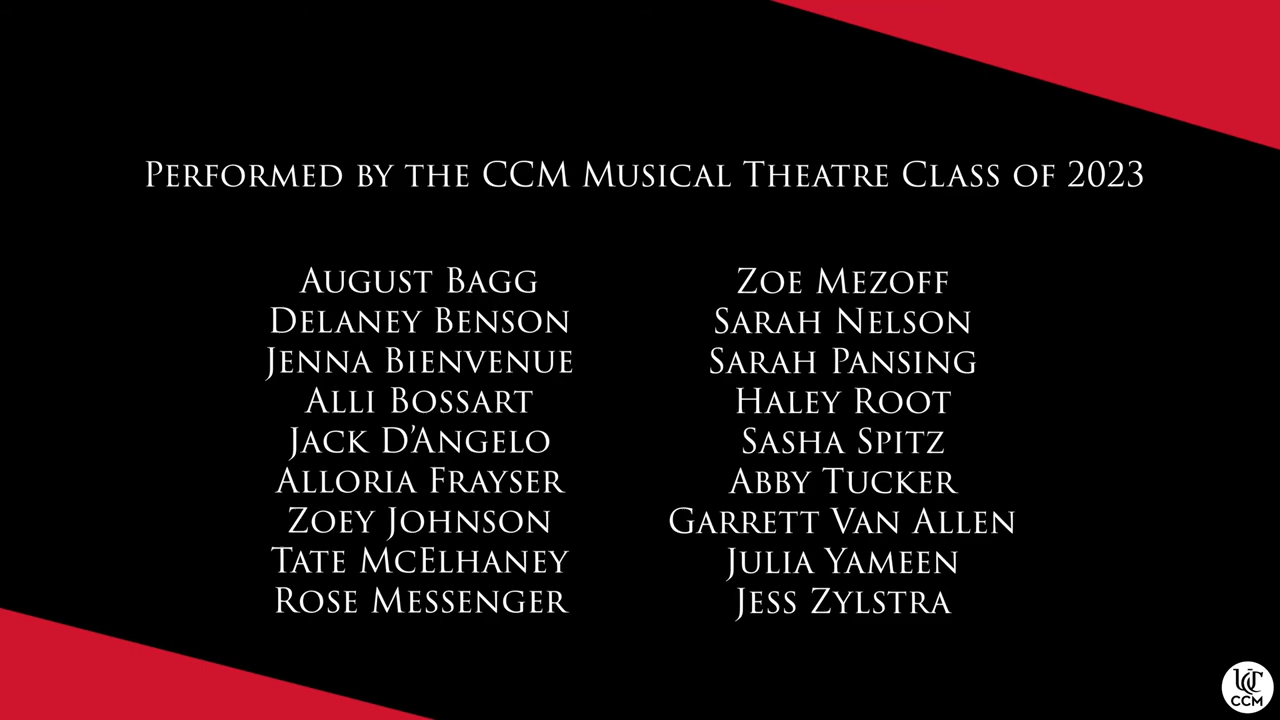 Performed by the CCM Musical Theatre Class of 2023
August Bagg
Delaney Benson
Jenna Bienvenue
Alli Bossart
Jack D’Angelo
Alloria Frayser
Zoey Johnson
Tate McElhaney
Rose Messenger
Zoe Mezoff
Sarah Nelson
Sarah Pansing
Haley Root
Sasha Spitz
Abby Tucker
Garrett Van Allen
Julia Yameen
Jess Zylstra
UC
CCM